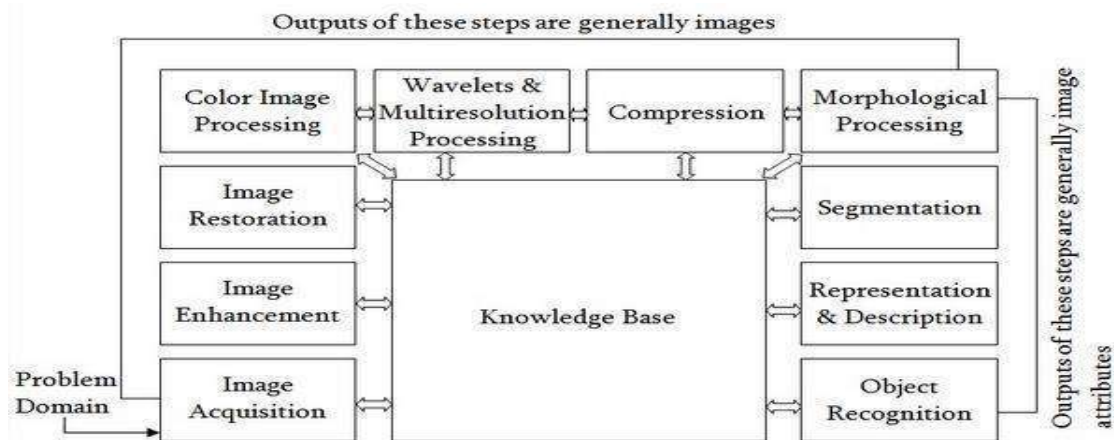 Outputs of these steps are generally images
Color Image
Processing
Wavelets &
Multiresolution
Processing
Compression
Morphological
Processing
Image
Restoration
Segmentation
Image
Enhancement
Knowledge Base
Representation
& Description
Problem
Domain
Image
Acquisition
Object
Recognition
Outputs of these steps are generally image
attributes